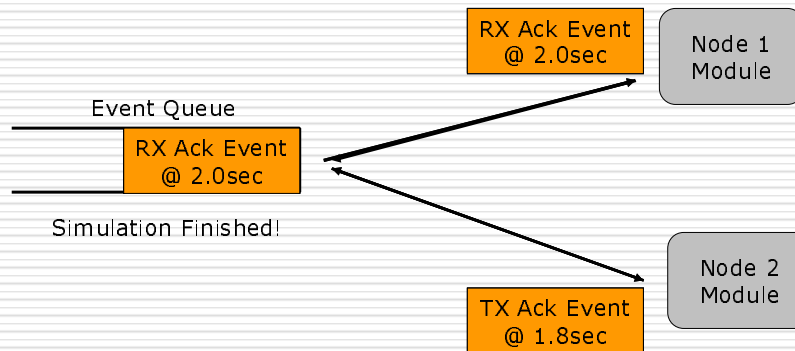 RX Ack Event
@ 2.0sec
Node 1
Module
Event Queue
RX Ack Event
@ 2.0sec
Simulation Finished!
Node 2
Module
TX Ack Event
@ 1.8sec